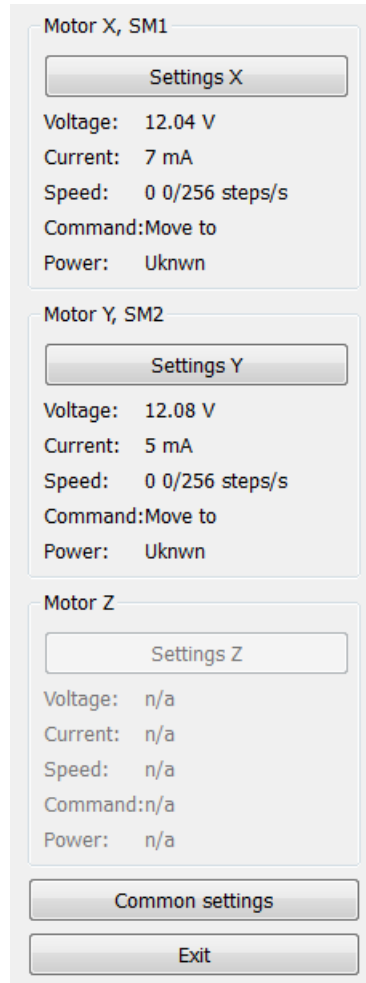 Motor X, SM1
Settings X
Voltage: 12.04 V
Current: 7 mA
Speed: 0 0/256 steps/s
Command:Move to
Power: Uknwn
Motor Y, SM2
Settings Y
Voltage: 12.08 V
Current: 5 mA
Speed: 0 0/256 steps/s
Command:Move to
Power: Uknwn
Motor Z
Settings Z
Voltage: n/a
Current: n/a
Speed: n/a
Command:n/a
Power: n/a
Common settings
Exit